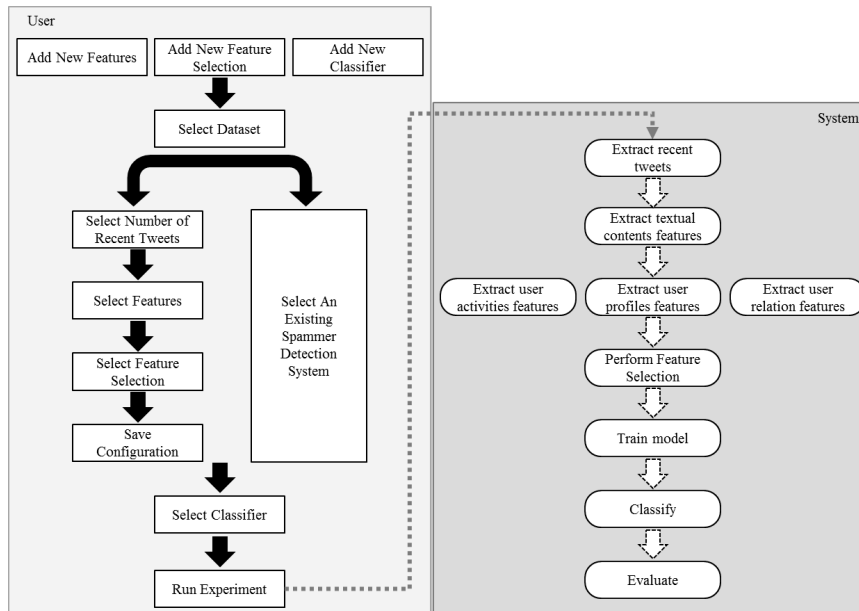 User
Add New Features
Add New Feature
Selection
Add New
Classifier
Select Dataset
Select Number of
Recent Tweets
Select Features
Select Feature
Selection
Save
Configuration
Select An
Existing
Spammer
Detection
System
Select Classifier
Run Experiment
System
Extract recent
tweets
Extract textual
contents features
Extract user
activities features
Extract user
profiles features
Extract user
relation features
Perform Feature
Selection
Train model
Classify
Evaluate